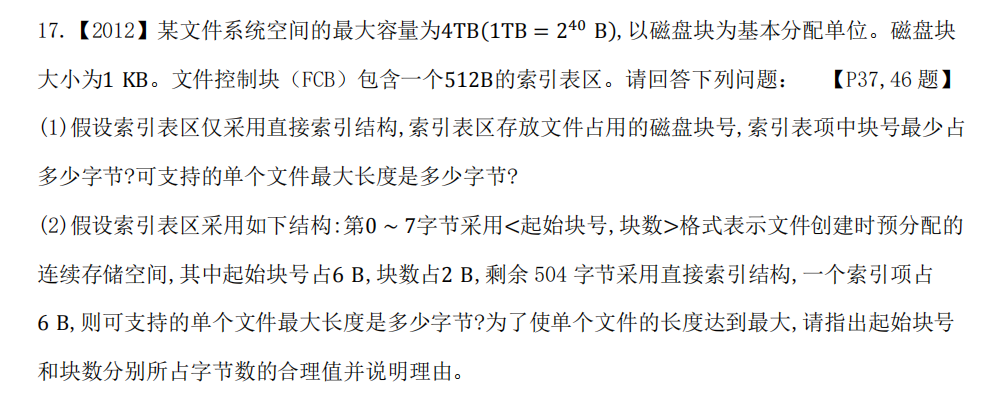 17.【2012】某文件系统空间的最大容量为4TB(1TB = 2⁴⁰ B),以磁盘块为基本分配单位。磁盘块
大小为1 KB。文件控制块（FCB）包含一个512B的索引表区。请回答下列问题： 【P37,46 题】
(1)假设索引表区仅采用直接索引结构,索引表区存放文件占用的磁盘块号,索引表项中块号最少占
多少字节?可支持的单个文件最大长度是多少字节?
(2)假设索引表区采用如下结构:第0 ~ 7字节采用<起始块号,块数>格式表示文件创建时预分配的
连续存储空间,其中起始块号占6 B,块数占2 B,剩余 504 字节采用直接索引结构,一个索引项占
6 B,则可支持的单个文件最大长度是多少字节?为了使单个文件的长度达到最大,请指出起始块号
和块数分别所占字节数的合理值并说明理由。